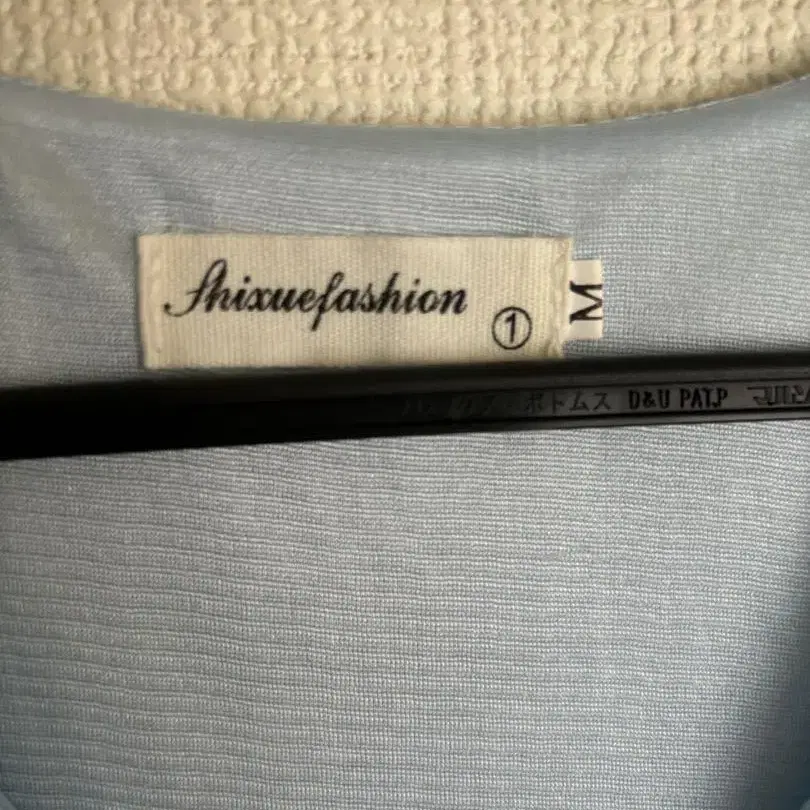 Shixuefashion
①
M
ボトムス D&U PAT.P